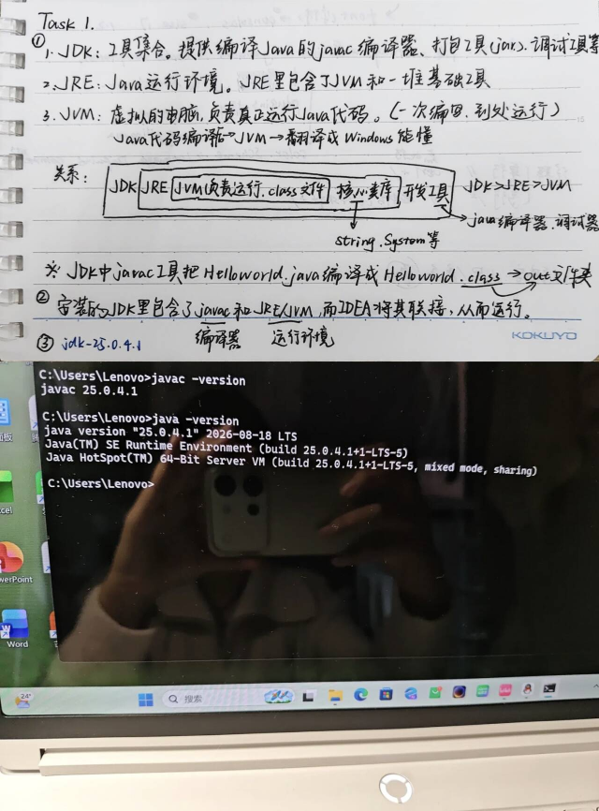 Task 1.
① 1. JDK: 工具集合。提供编译Java的javac编译器、打包工具(jar)、调试工具等
2. JRE: Java运行环境。JRE里包含了JVM和一堆基础工具
3. JVM: 虚拟的电脑,负责真正运行Java代码。(一次编译,到处运行)
Java代码编译后→JVM→翻译成Windows能懂
关系:
JDK JRE JVM负责运行.class文件 核心类库 开发工具 JDK>JRE>JVM
string.System等
java编译器.调试器
※ JDK中javac工具把Helloworld.java编译成Helloworld.class→out文件夹
② 安装的JDK里包含了javac和JRE/JVM,而IDEA将其联接,从而运行。
编译器 运行环境
③ jdk-25.0.4.1
KOKUYO
C:\Users\Lenovo>javac -version
javac 25.0.4.1
C:\Users\Lenovo>java -version
java version "25.0.4.1" 2026-08-18 LTS
Java(TM) SE Runtime Environment (build 25.0.4.1+1-LTS-5)
Java HotSpot(TM) 64-Bit Server VM (build 25.0.4.1+1-LTS-5, mixed mode, sharing)
C:\Users\Lenovo>
PowerPoint
Word
24°
搜索